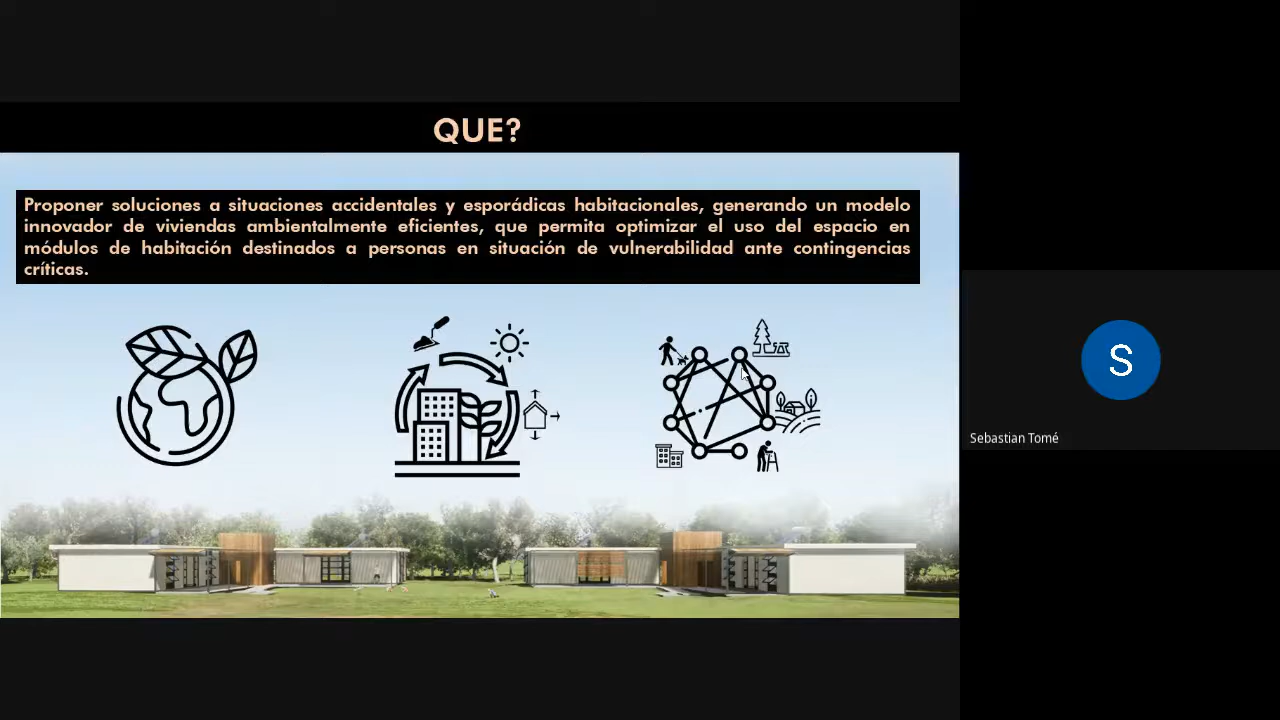 QUE?
Proponer soluciones a situaciones accidentales y esporádicas habitacionales, generando un modelo
innovador de viviendas ambientalmente eficientes, que permita optimizar el uso del espacio en
módulos de habitación destinados a personas en situación de vulnerabilidad ante contingencias
críticas.
S
Sebastian Tomé